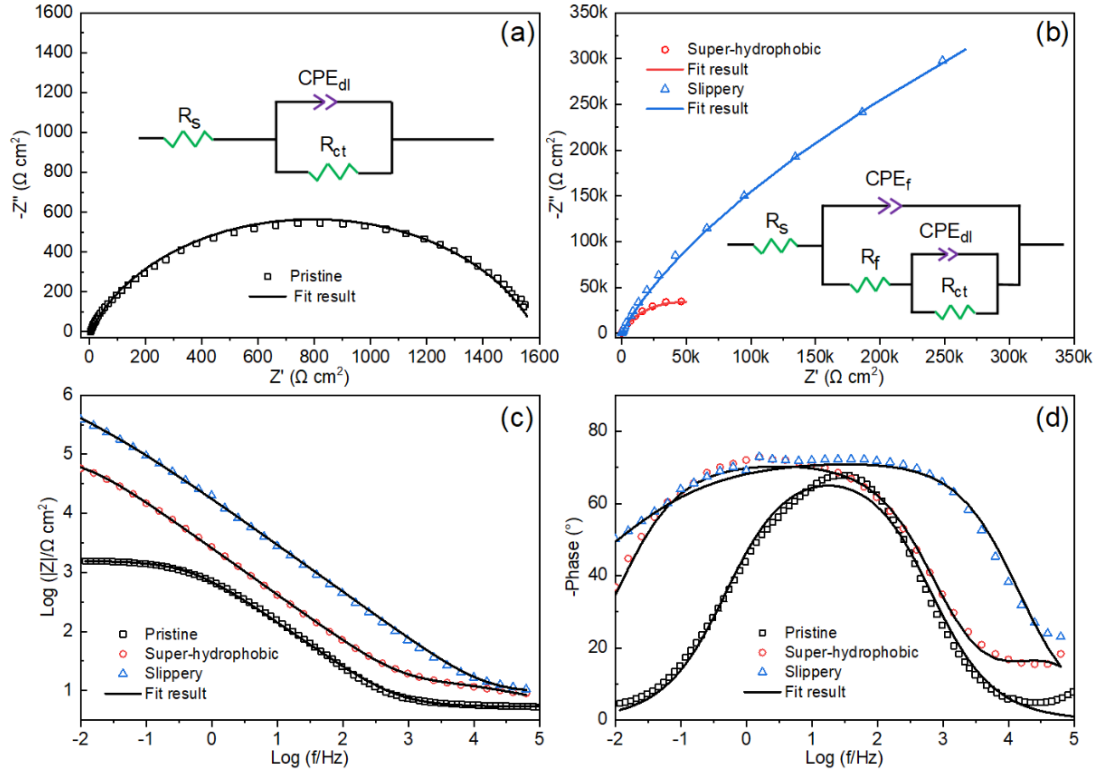 (a)
1600
1400
1200
1000
800
600
400
200
0
-Z" (Ω cm²)
CPEdl
Rs
Rct
Pristine
Fit result
0 200 400 600 800 1000 1200 1400 1600
Z' (Ω cm²)
(b)
350k
300k
250k
200k
150k
100k
50k
0
-Z" (Ω cm²)
Super-hydrophobic
Fit result
Slippery
Fit result
CPEf
Rs
CPEdl
Rf
Rct
0 50k 100k 150k 200k 250k 300k 350k
Z' (Ω cm²)
(c)
6
5
4
3
2
1
Log (|Z|/Ω cm²)
Pristine
Super-hydrophobic
Slippery
Fit result
-2 -1 0 1 2 3 4 5
Log (f/Hz)
(d)
80
60
40
20
0
-Phase (°)
Pristine
Super-hydrophobic
Slippery
Fit result
-2 -1 0 1 2 3 4 5
Log (f/Hz)